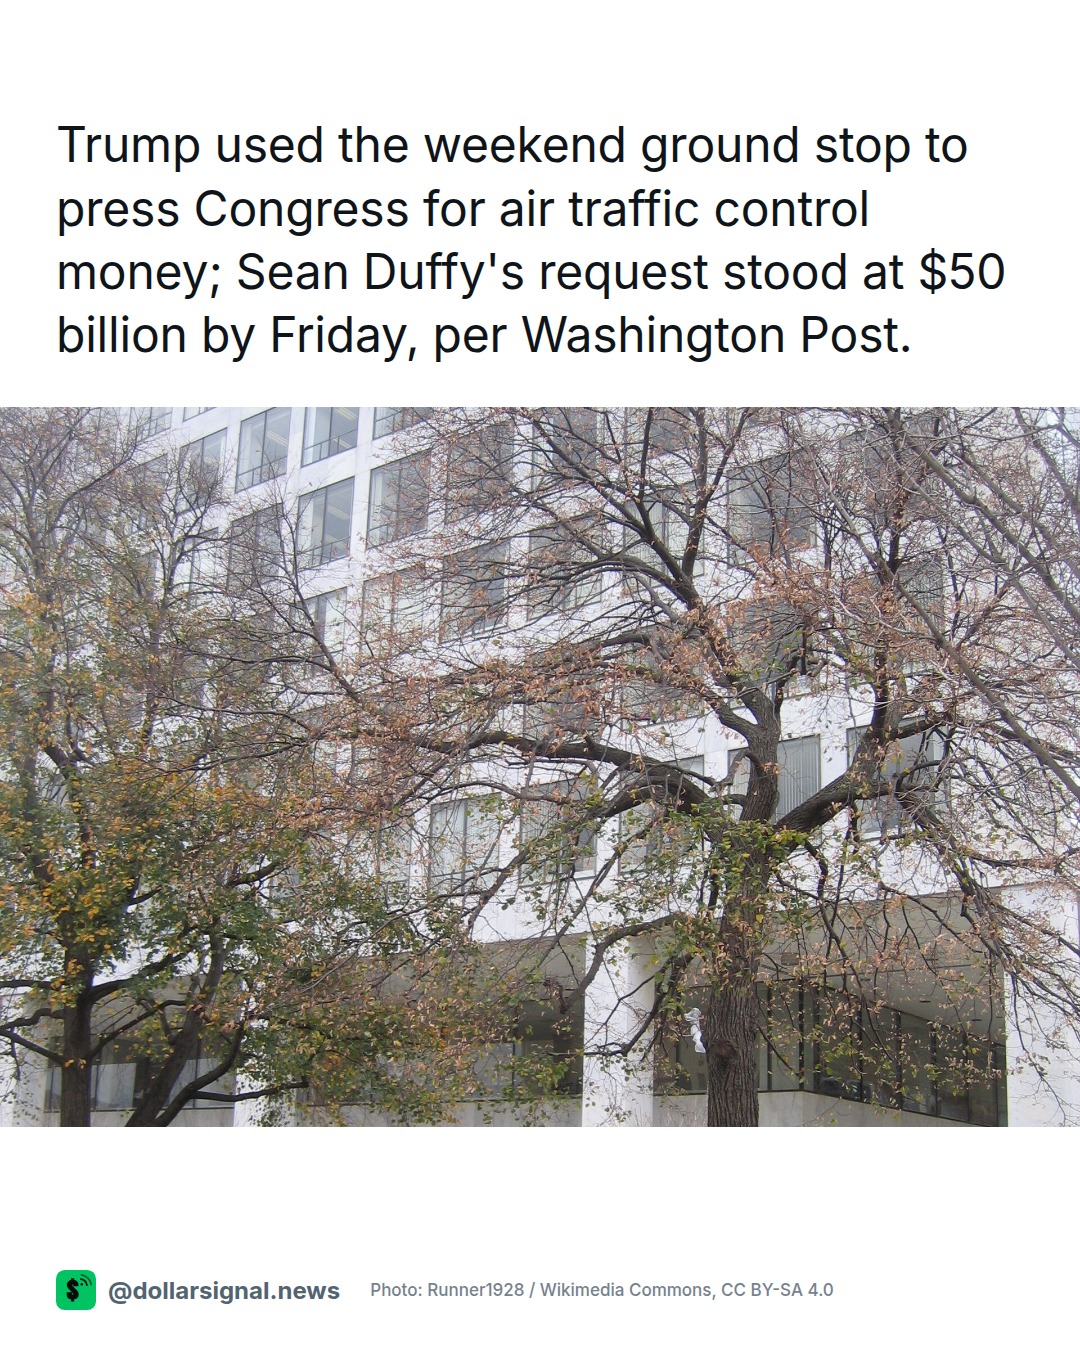 Trump used the weekend ground stop to
press Congress for air traffic control
money; Sean Duffy's request stood at $50
billion by Friday, per Washington Post.
@dollarsignal.news Photo: Runner1928 / Wikimedia Commons, CC BY-SA 4.0